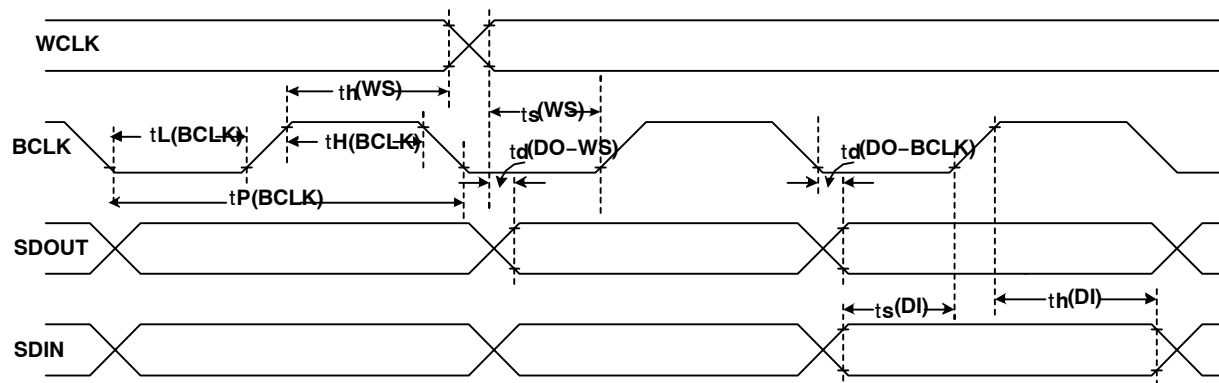 WCLK
th(WS)
ts(WS)
BCLK
tL(BCLK)
tH(BCLK)
td(DO−WS)
td(DO−BCLK)
tP(BCLK)
SDOUT
ts(DI)
th(DI)
SDIN